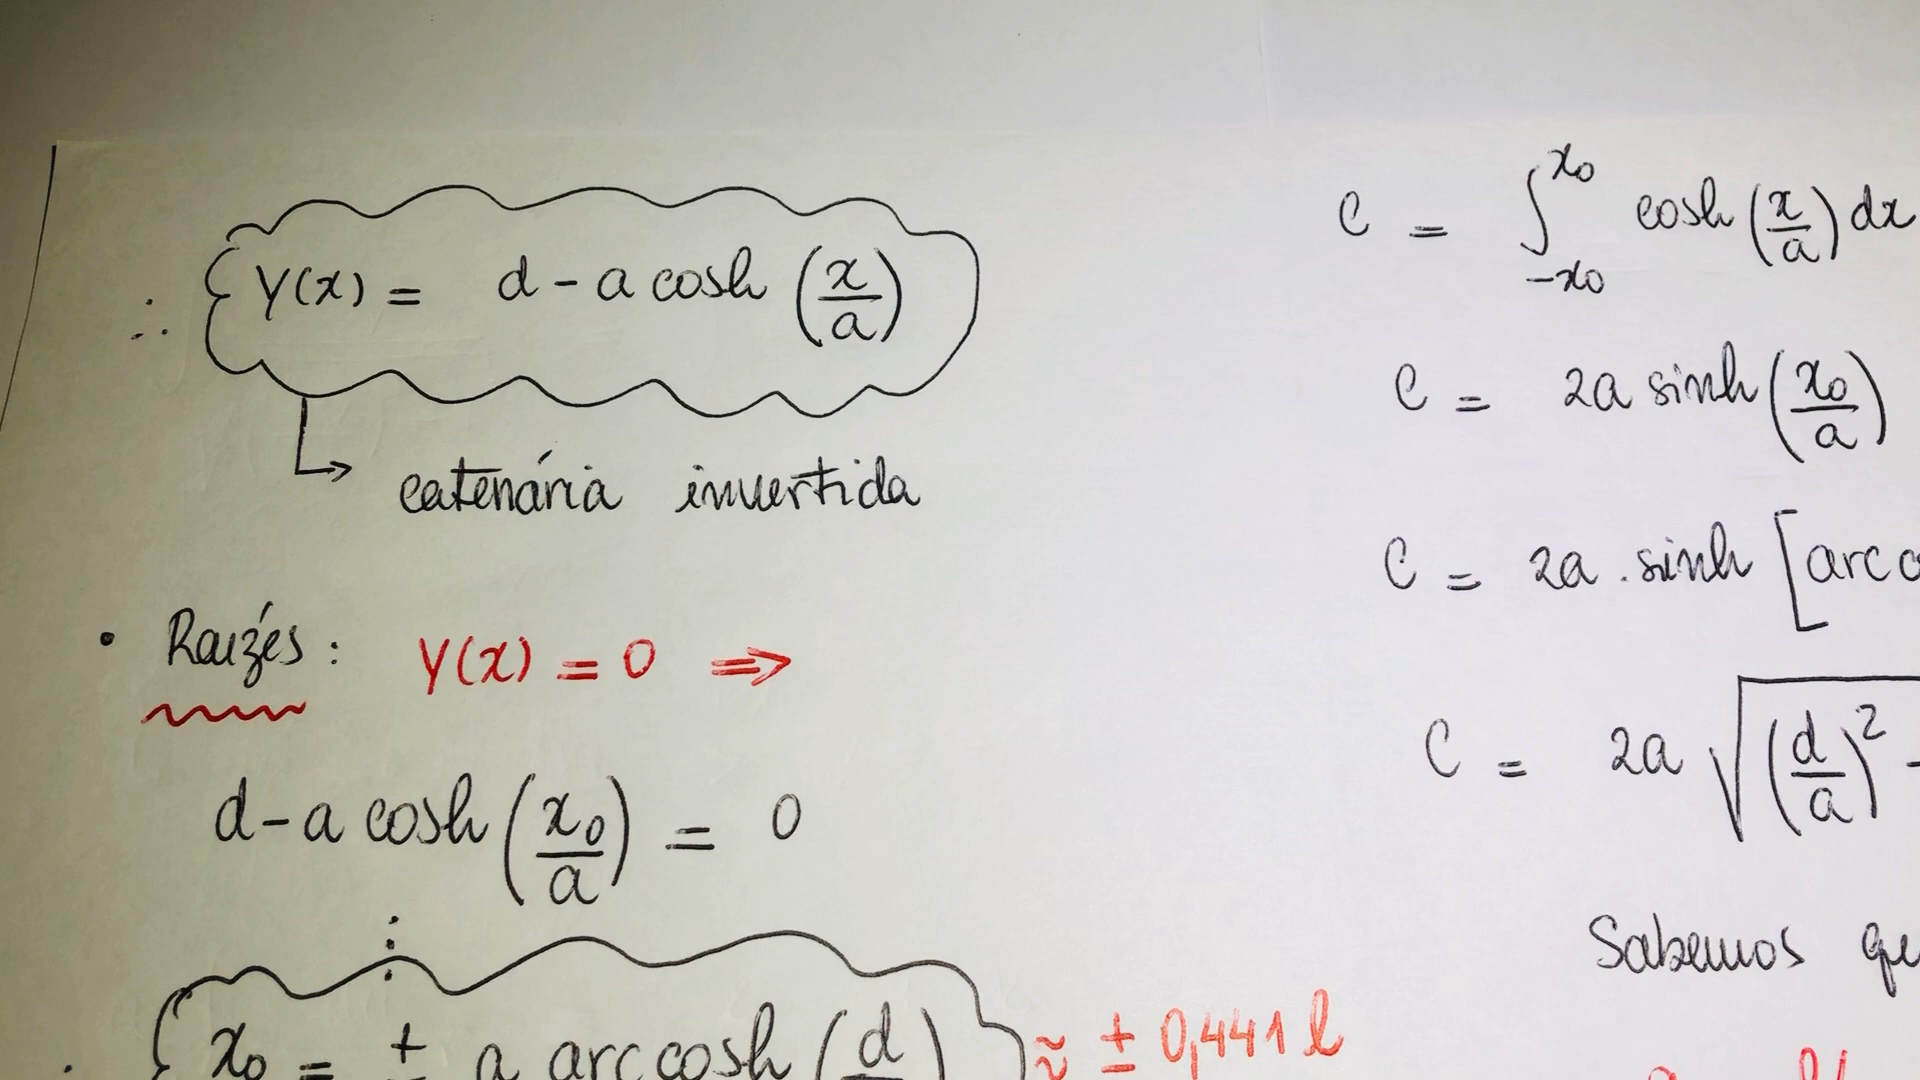 ∴ y(x) = d - a cosh (x/a)
↳ catenária invertida
• Raízes: y(x) = 0 ⇒
d - a cosh (x₀/a) = 0
⋮
x₀ = ± a arccosh (d ≈ ± 0,441 l
C = ∫_{-x₀}^{x₀} cosh (x/a) dx
C = 2a sinh (x₀/a)
C = 2a . sinh [arc
C = 2a √(d/a)² -
Sabemos